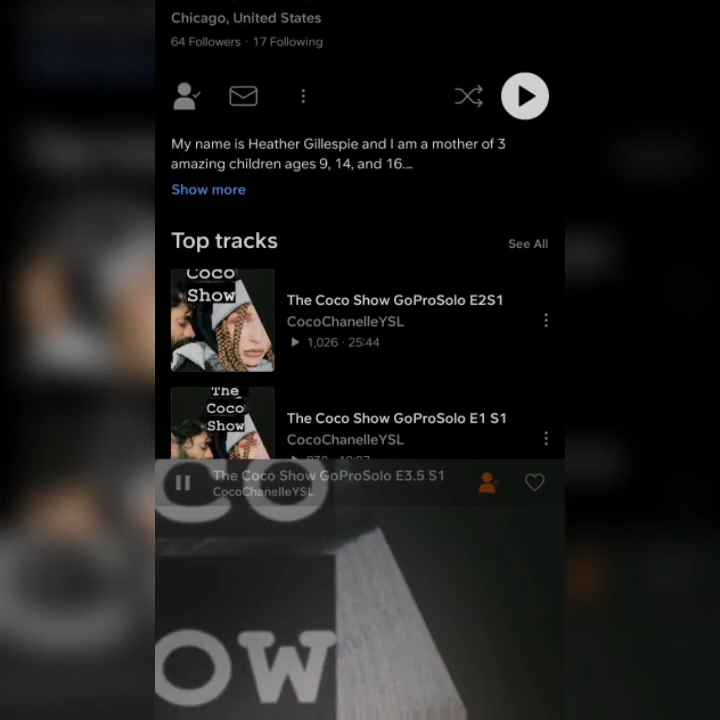 Chicago, United States
64 Followers · 17 Following
My name is Heather Gillespie and I am a mother of 3
amazing children ages 9, 14, and 16...
Show more
Top tracks
See All
Coco
Show
The Coco Show GoProSolo E2S1
CocoChanelleYSL
1,026 · 25:44
The
Coco
Show
The Coco Show GoProSolo E1 S1
CocoChanelleYSL
The Coco Show GoProSolo E3.5 S1
CocoChanelleYSL
CO
OW